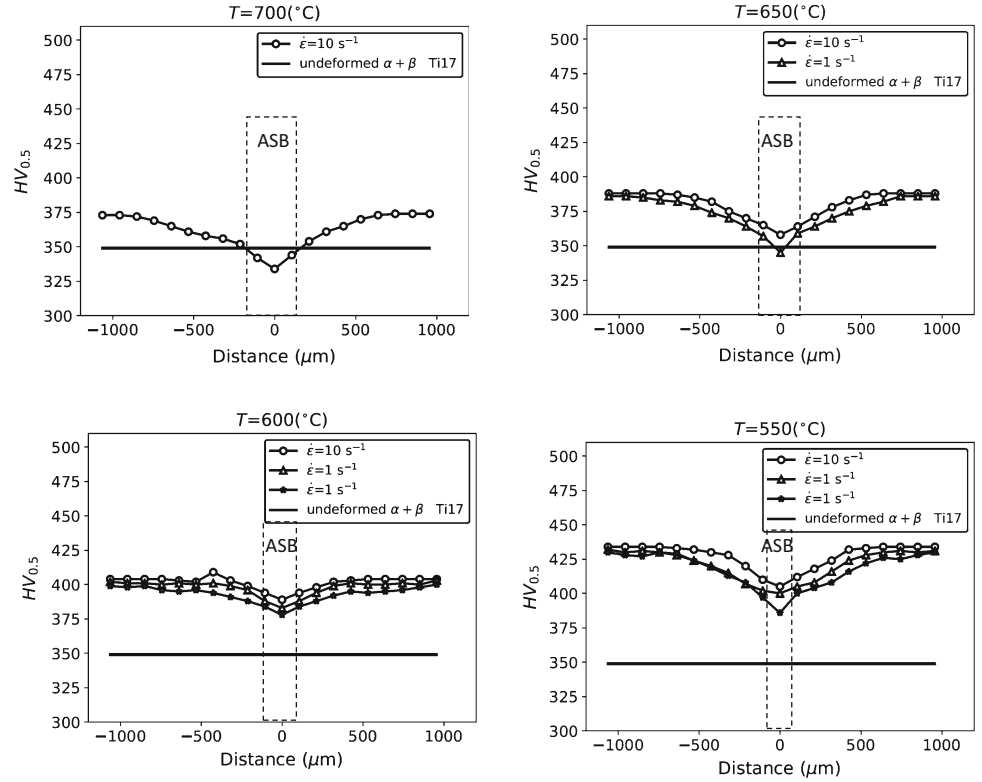 T=700(°C)
500
475
450
425
400
375
350
325
300
HV0.5
ε̇=10 s⁻¹
undeformed α+β Ti17
ASB
−1000
−500
0
500
1000
Distance (μm)
T=650(°C)
500
475
450
425
400
375
350
325
300
HV0.5
ε̇=10 s⁻¹
ε̇=1 s⁻¹
undeformed α+β Ti17
ASB
−1000
−500
0
500
1000
Distance (μm)
T=600(°C)
500
475
450
425
400
375
350
325
300
HV0.5
ε̇=10 s⁻¹
ε̇=1 s⁻¹
ε̇=1 s⁻¹
undeformed α+β Ti17
ASB
−1000
−500
0
500
1000
Distance (μm)
T=550(°C)
500
475
450
425
400
375
350
325
300
HV0.5
ε̇=10 s⁻¹
ε̇=1 s⁻¹
ε̇=1 s⁻¹
undeformed α+β Ti17
ASB
−1000
−500
0
500
1000
Distance (μm)